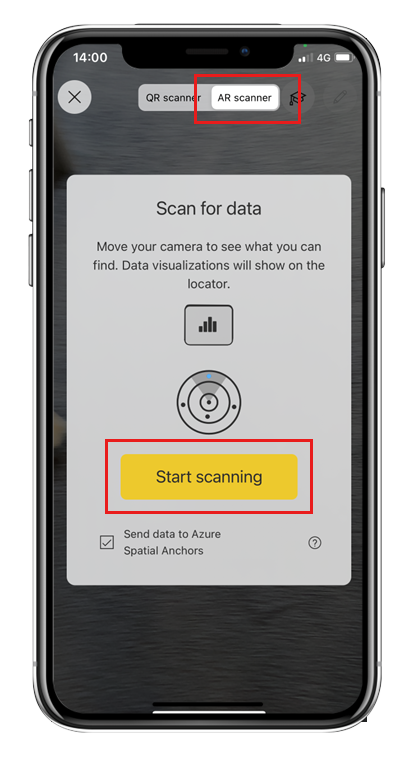 14:00
4G
QR scanner
AR scanner
Scan for data
Move your camera to see what you can
find. Data visualizations will show on the
locator.
Start scanning
Send data to Azure
Spatial Anchors
?